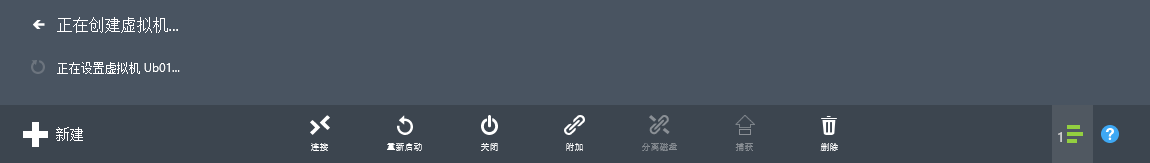 正在创建虚拟机...
正在设置虚拟机 Ub01...
新建
连接
重新启动
关闭
附加
分离磁盘
捕获
删除
1
?